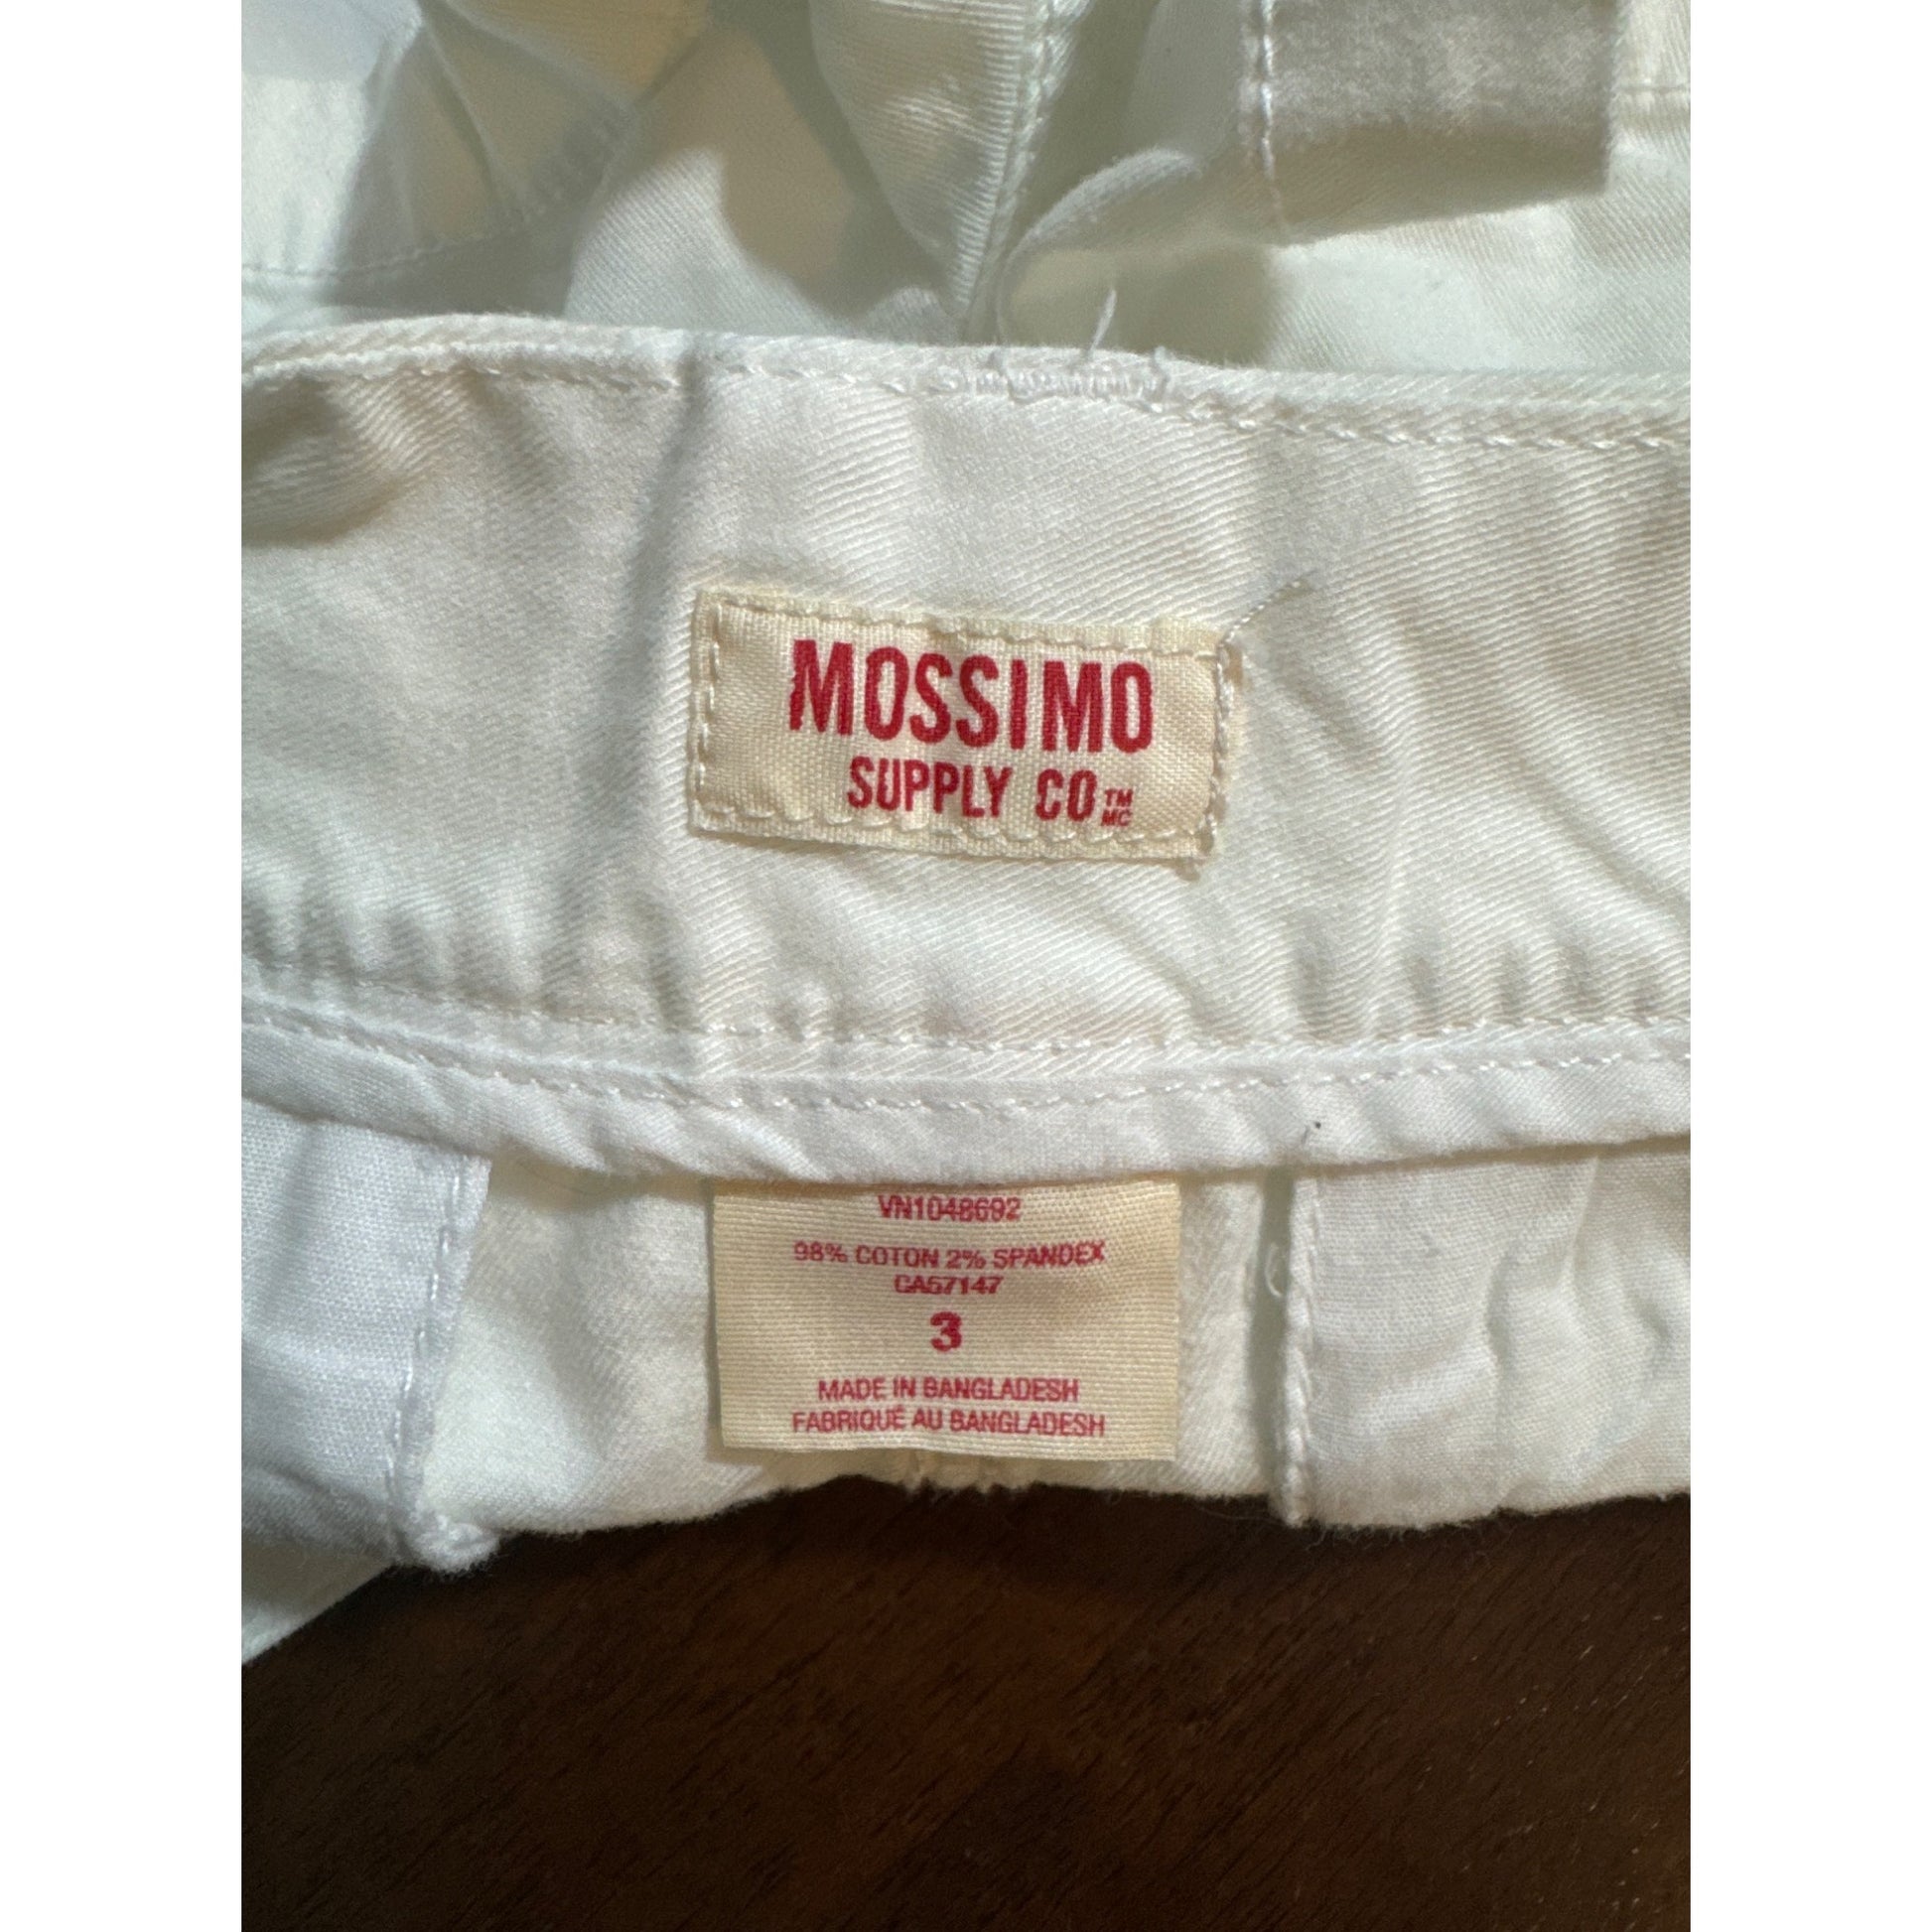 MOSSIMO
SUPPLY CO TM MC
VN1048692
98% COTON 2% SPANDEX
CA57147
3
MADE IN BANGLADESH
FABRIQUÉ AU BANGLADESH